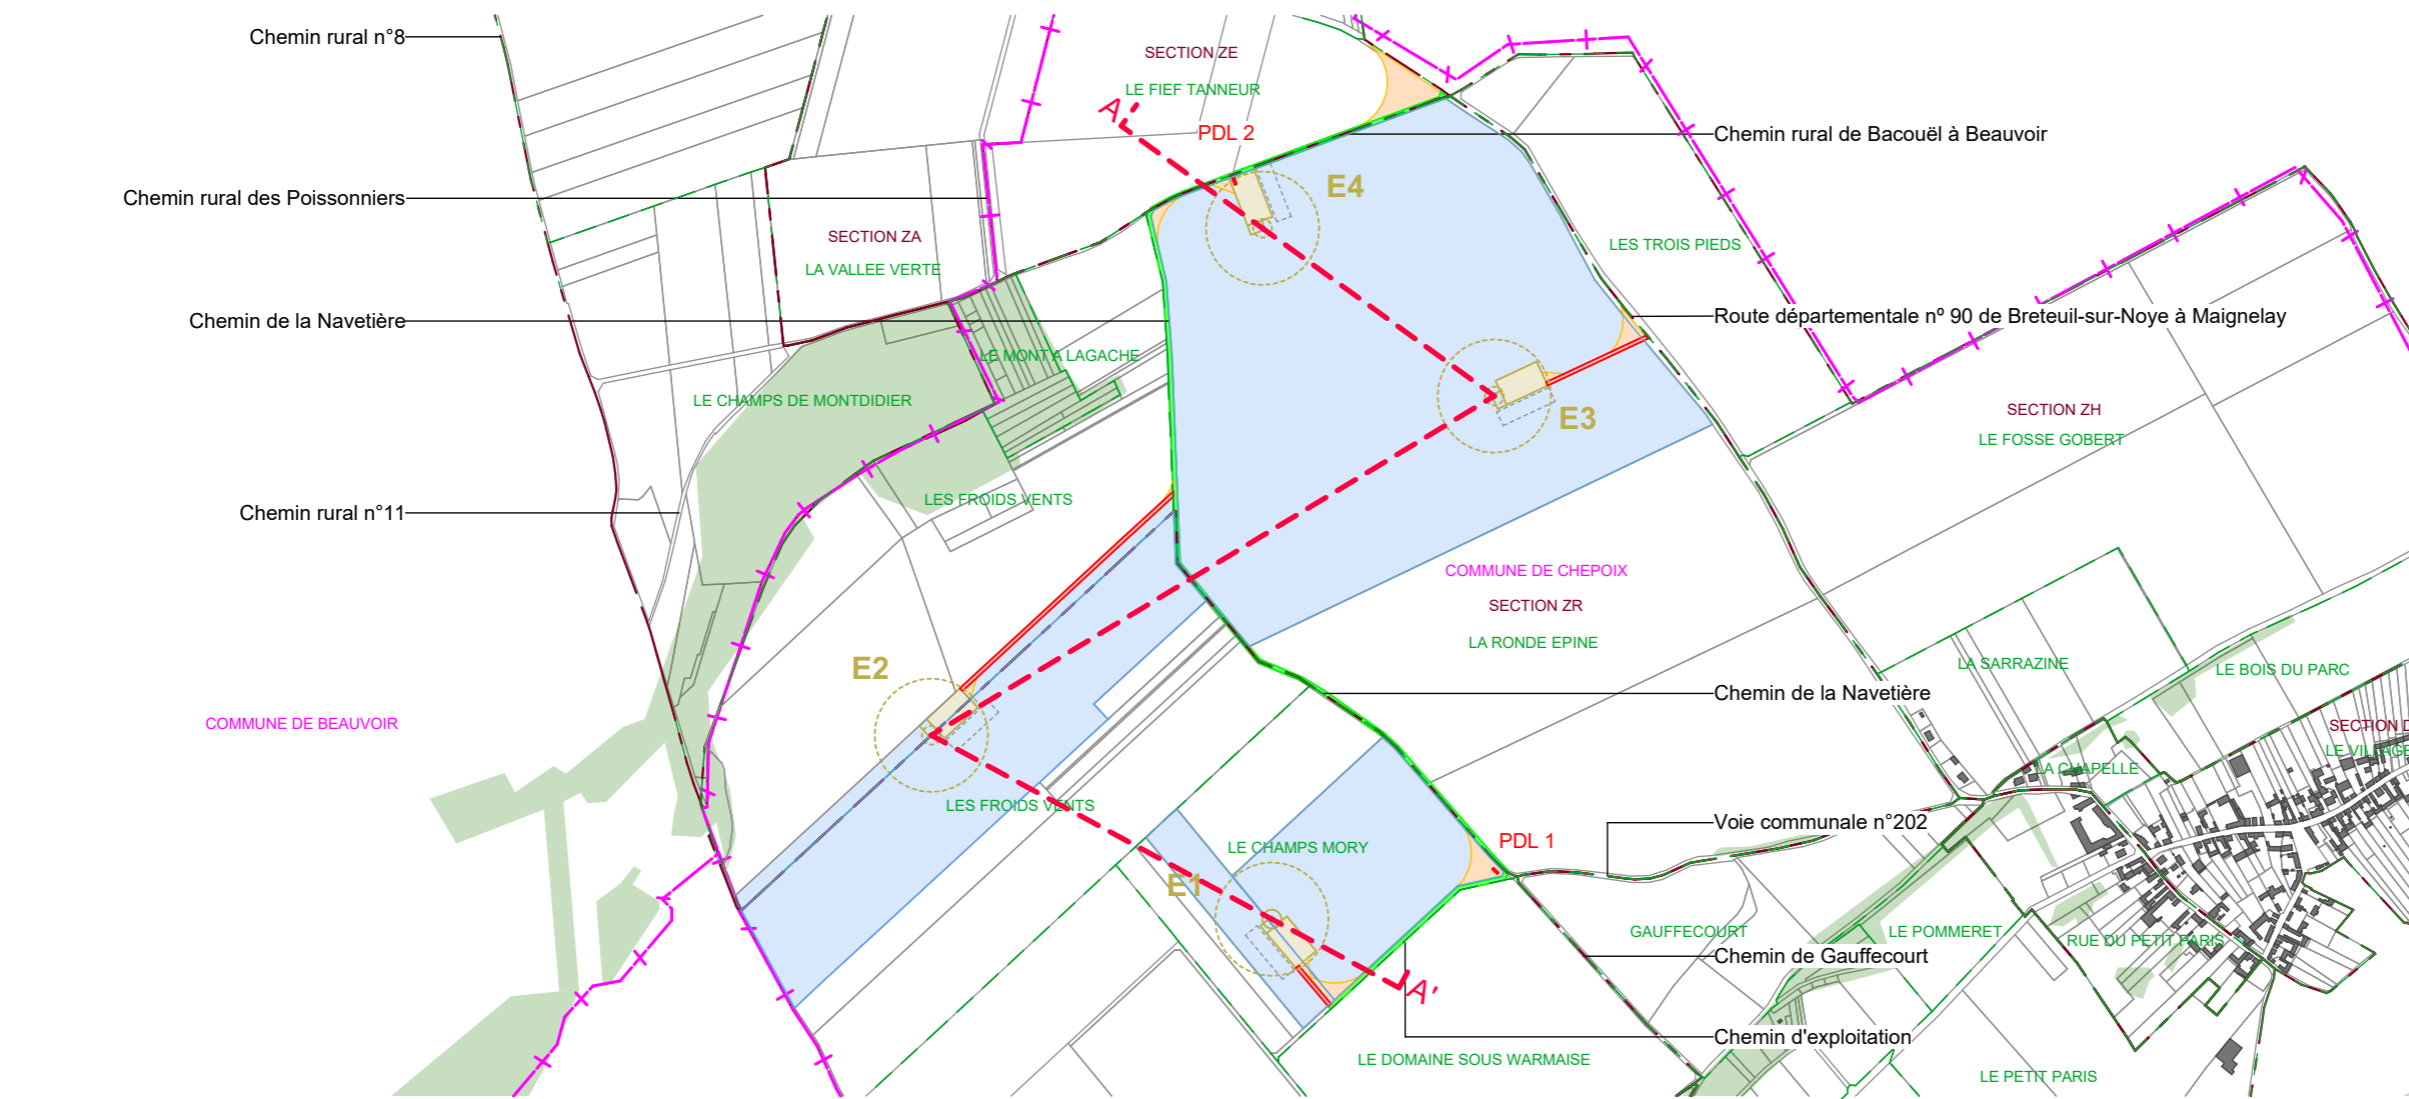 Chemin rural n°8
SECTION ZE
LE FIEF TANNEUR
A'
PDL 2
Chemin rural de Bacouël à Beauvoir
E4
Chemin rural des Poissonniers
SECTION ZA
LA VALLEE VERTE
LES TROIS PIEDS
Chemin de la Navetière
Route départementale nº 90 de Breteuil-sur-Noye à Maignelay
LE MONT A LAGACHE
LE CHAMPS DE MONTDIDIER
E3
SECTION ZH
LE FOSSE GOBERT
LES FROIDS VENTS
Chemin rural n°11
COMMUNE DE CHEPOIX
SECTION ZR
LA RONDE EPINE
E2
LA SARRAZINE
LE BOIS DU PARC
Chemin de la Navetière
COMMUNE DE BEAUVOIR
SECTION D
LE VILLAGE
LA CHAPELLE
LES FROIDS VENTS
Voie communale n°202
PDL 1
LE CHAMPS MORY
E1
GAUFFECOURT
LE POMMERET
RUE DU PETIT PARIS
Chemin de Gauffecourt
A'
Chemin d'exploitation
LE DOMAINE SOUS WARMAISE
LE PETIT PARIS